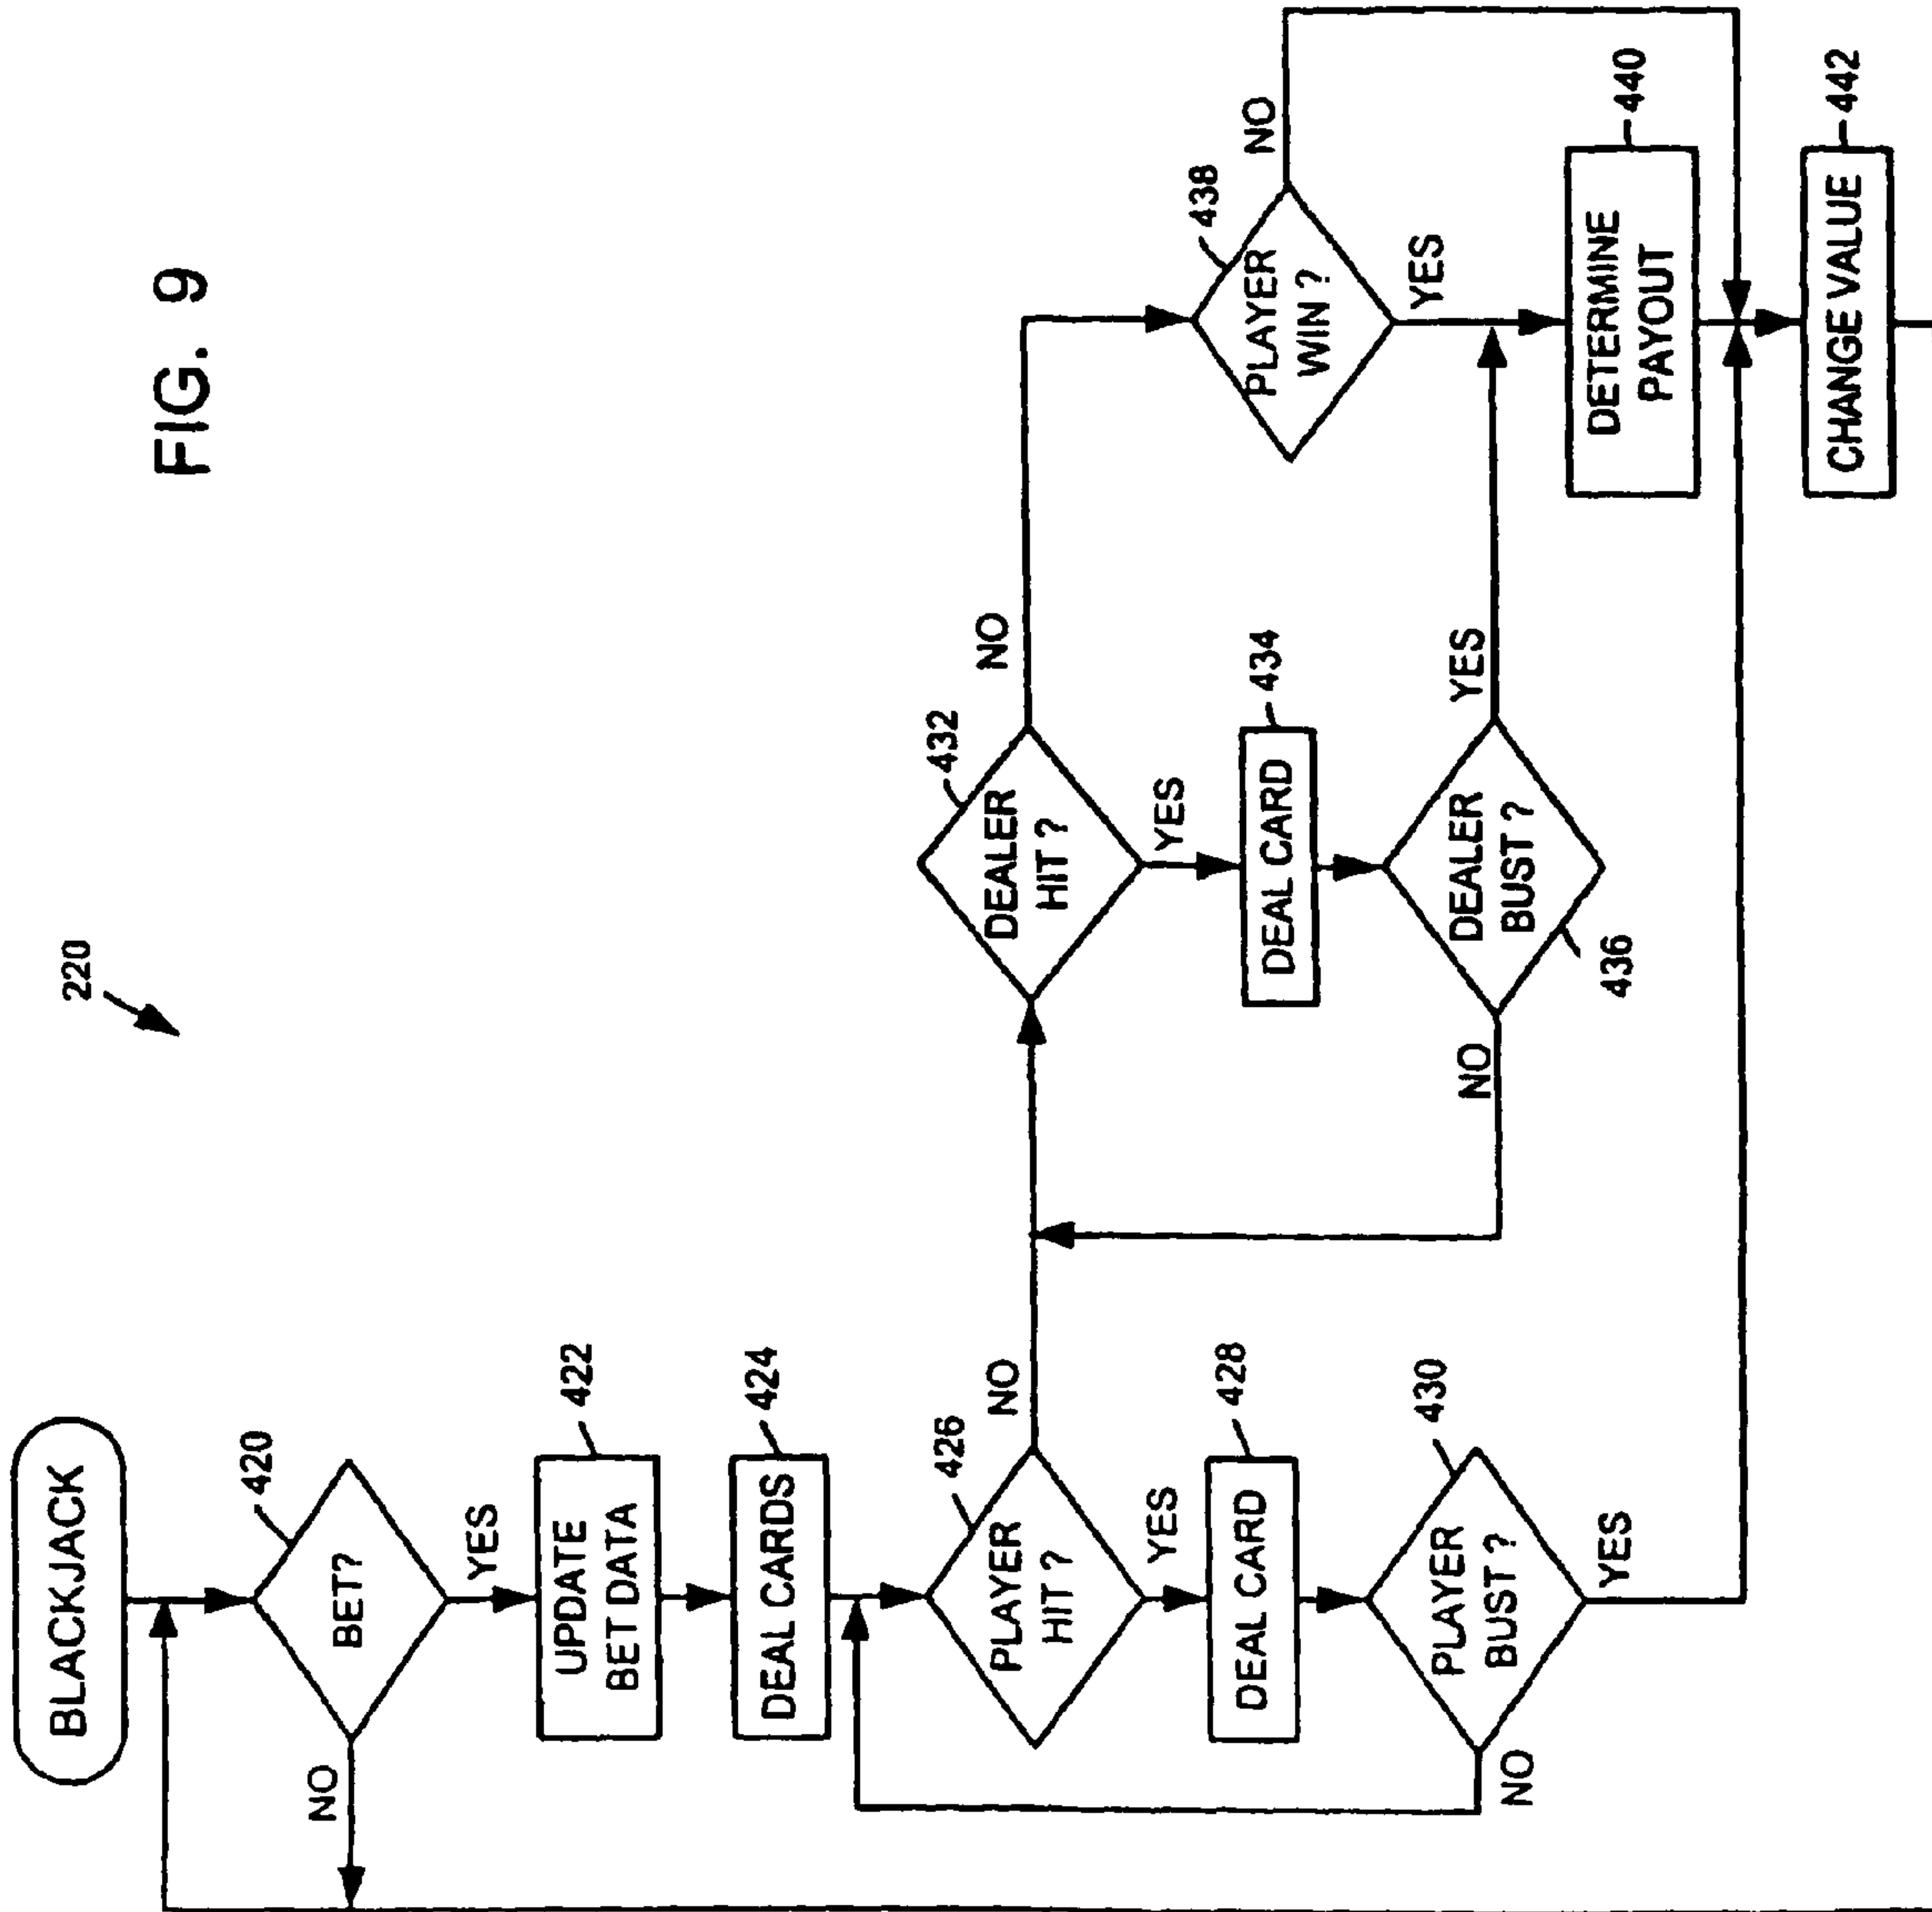 FIG. 9
220
BLACKJACK
420
BET?
NO
YES
422
UPDATE
BET DATA
424
DEAL CARDS
426
PLAYER
HIT?
NO
YES
428
DEAL CARD
430
PLAYER
BUST?
NO
YES
432
DEALER
HIT?
NO
YES
434
DEAL CARD
DEALER
BUST?
436
NO
YES
438
PLAYER
WIN?
NO
YES
440
DETERMINE
PAYOUT
442
CHANGE VALUE